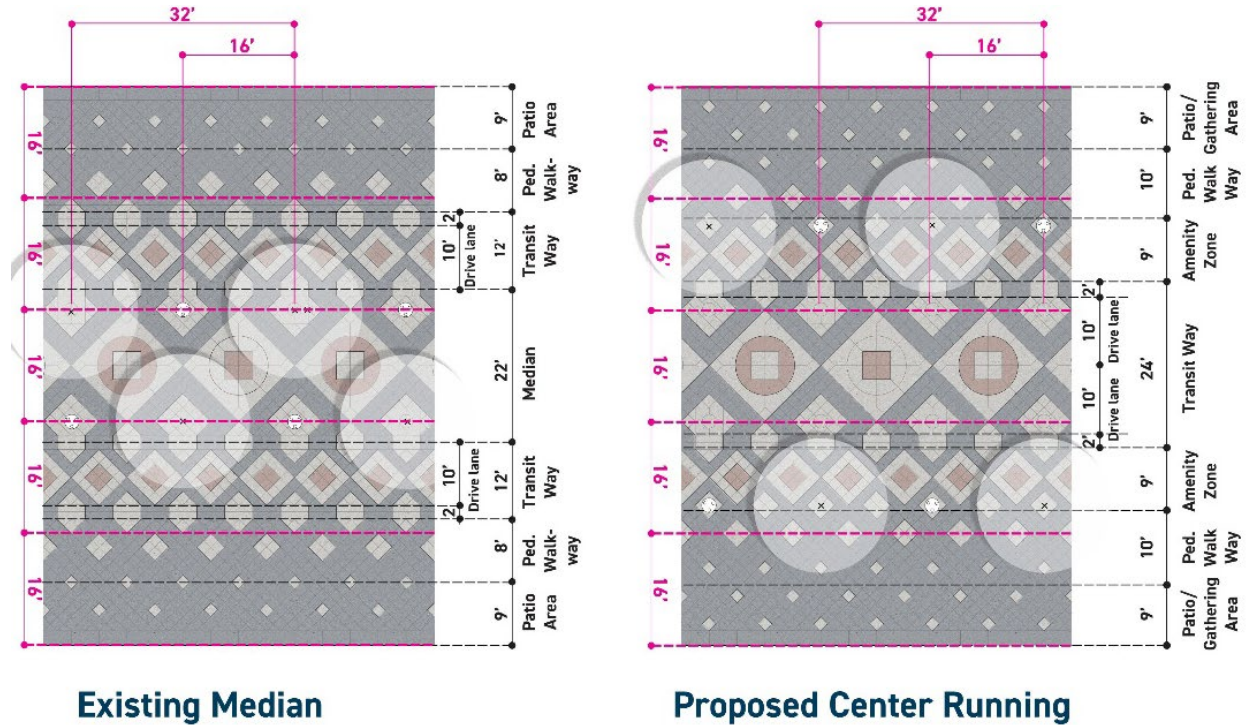 32'
16'
16'
16'
16'
16'
16'
9'
Patio
Area
8'
Ped.
Walk-
way
2'
10'
Drive lane
12'
Transit
Way
22'
Median
10'
Drive lane
2'
12'
Transit
Way
8'
Ped.
Walk-
way
9'
Patio
Area
Existing Median
32'
16'
16'
16'
16'
16'
16'
9'
Patio/
Gathering
Area
10'
Ped.
Walk
Way
9'
Amenity
Zone
2'
10'
Drive lane
10'
Drive lane
2'
24'
Transit Way
9'
Amenity
Zone
10'
Ped.
Walk
Way
9'
Patio/
Gathering
Area
Proposed Center Running